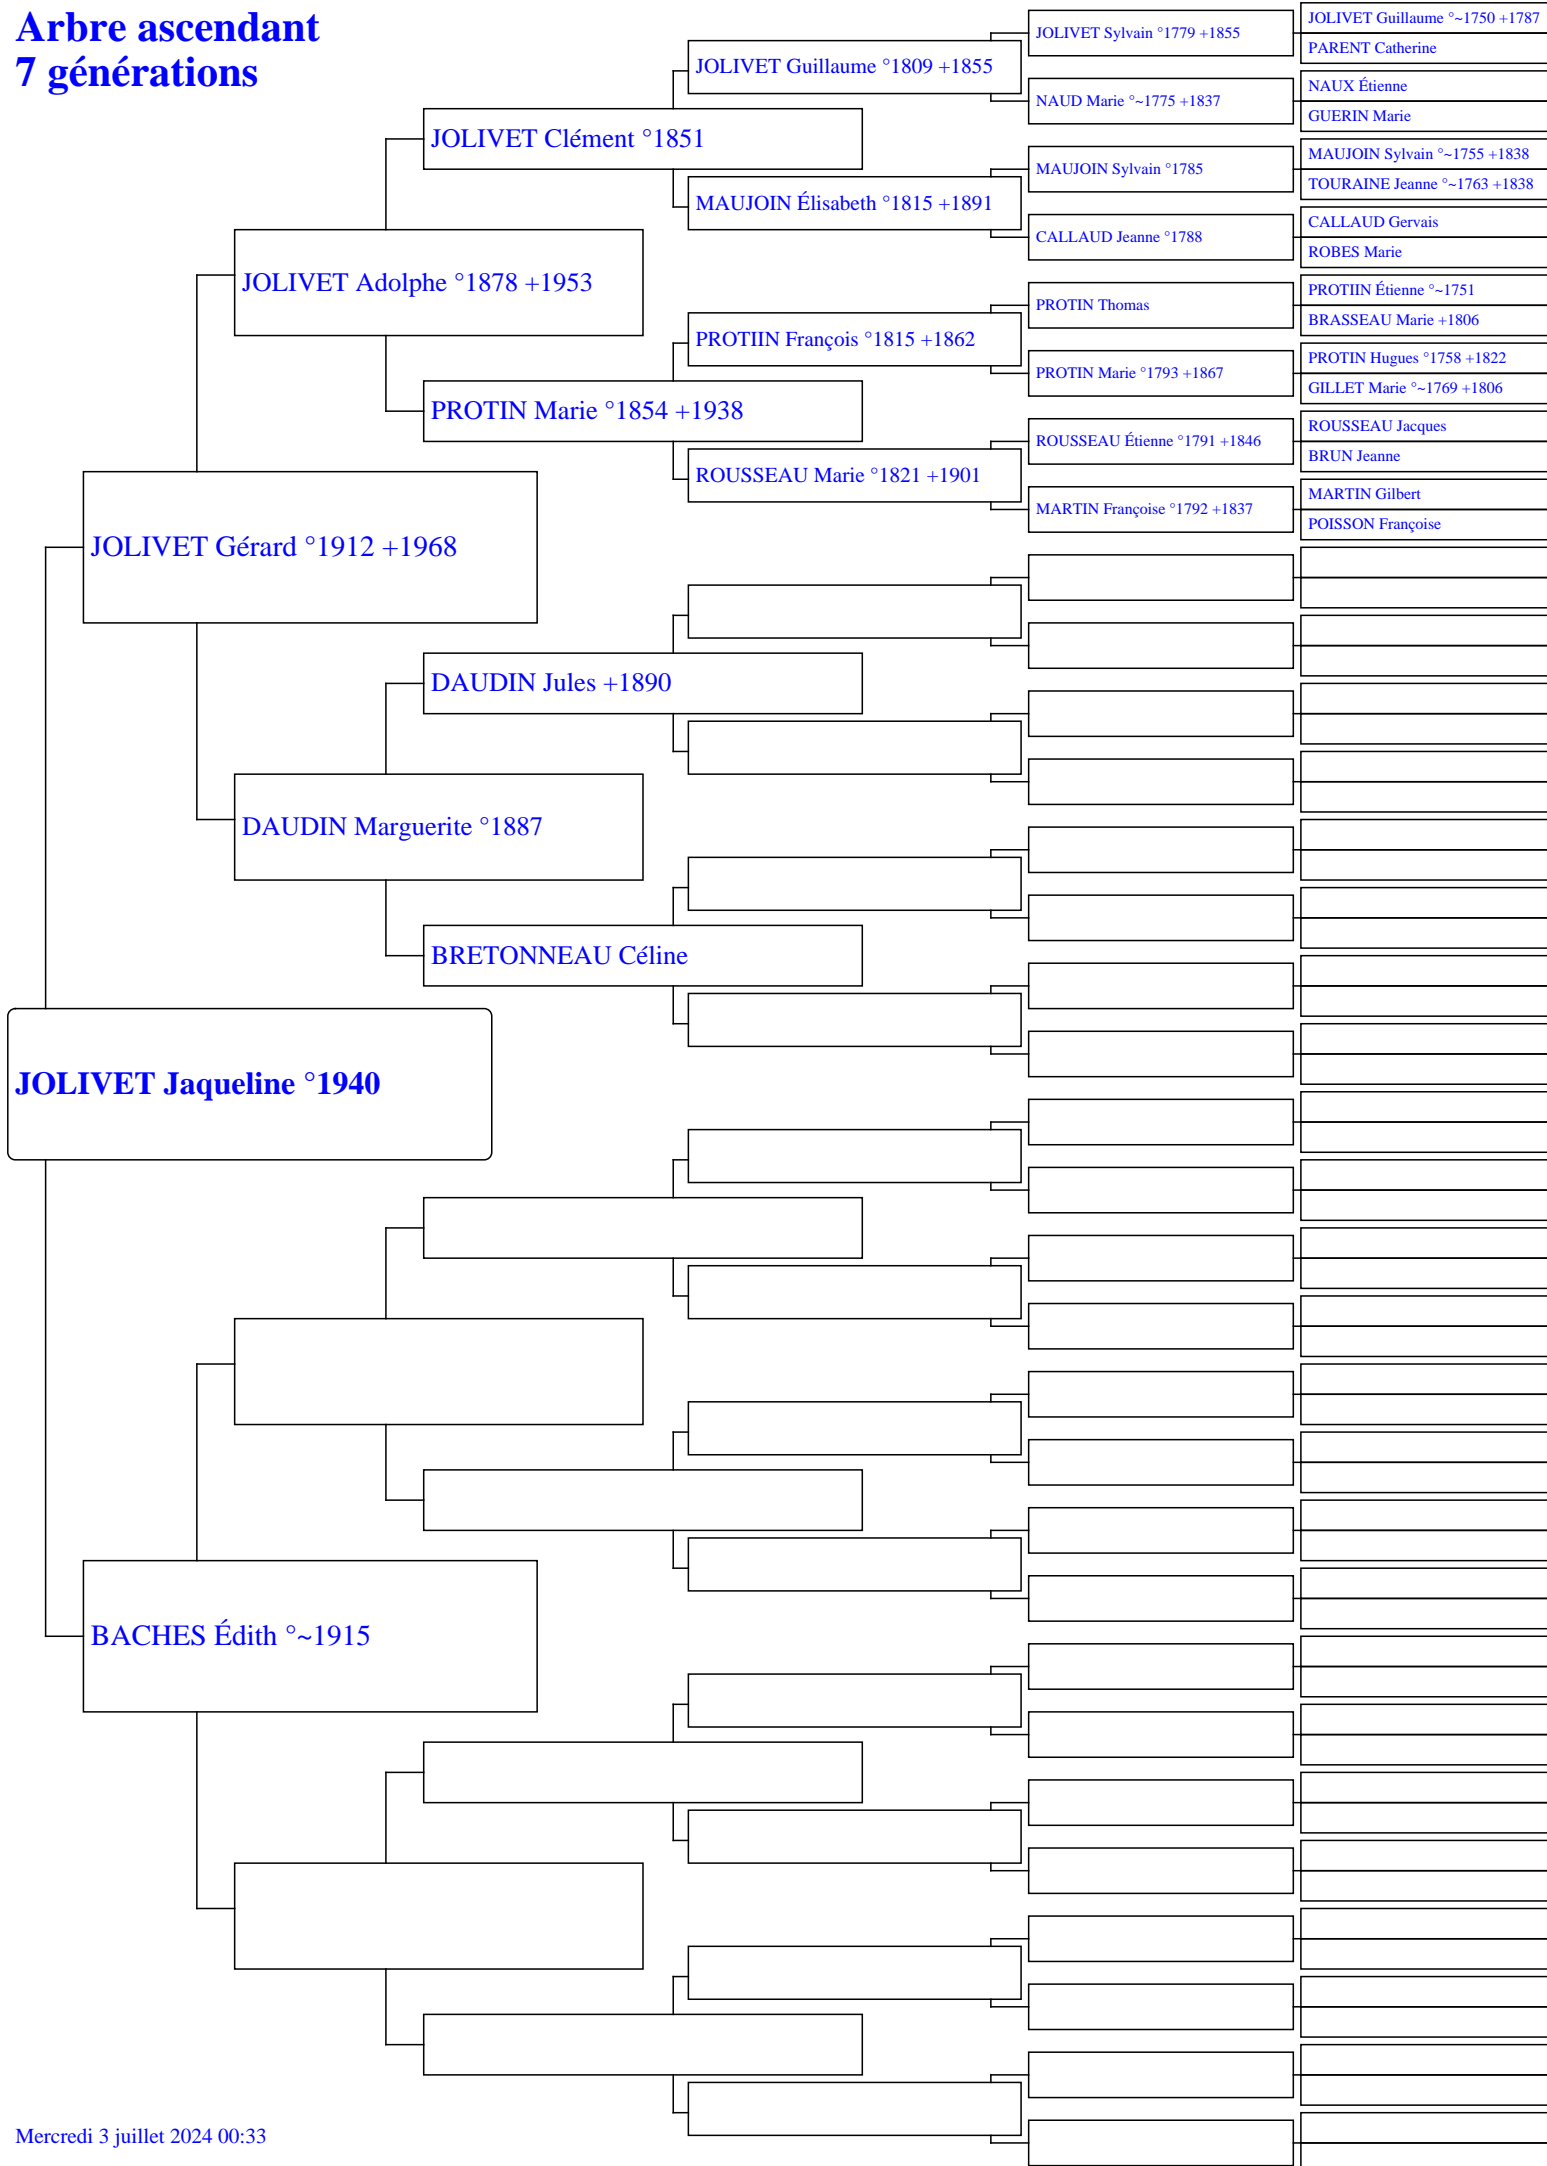 Arbre ascendant
7 générations
JOLIVET Jaqueline °1940
JOLIVET Gérard °1912 +1968
BACHES Édith °~1915
JOLIVET Adolphe °1878 +1953
DAUDIN Marguerite °1887
JOLIVET Clément °1851
PROTIN Marie °1854 +1938
DAUDIN Jules +1890
BRETONNEAU Céline
JOLIVET Guillaume °1809 +1855
MAUJOIN Élisabeth °1815 +1891
PROTIIN François °1815 +1862
ROUSSEAU Marie °1821 +1901
JOLIVET Sylvain °1779 +1855
NAUD Marie °~1775 +1837
MAUJOIN Sylvain °1785
CALLAUD Jeanne °1788
PROTIN Thomas
PROTIN Marie °1793 +1867
ROUSSEAU Étienne °1791 +1846
MARTIN Françoise °1792 +1837
JOLIVET Guillaume °~1750 +1787
PARENT Catherine
NAUX Étienne
GUERIN Marie
MAUJOIN Sylvain °~1755 +1838
TOURAINE Jeanne °~1763 +1838
CALLAUD Gervais
ROBES Marie
PROTIIN Étienne °~1751
BRASSEAU Marie +1806
PROTIN Hugues °1758 +1822
GILLET Marie °~1769 +1806
ROUSSEAU Jacques
BRUN Jeanne
MARTIN Gilbert
POISSON Françoise
Mercredi 3 juillet 2024 00:33